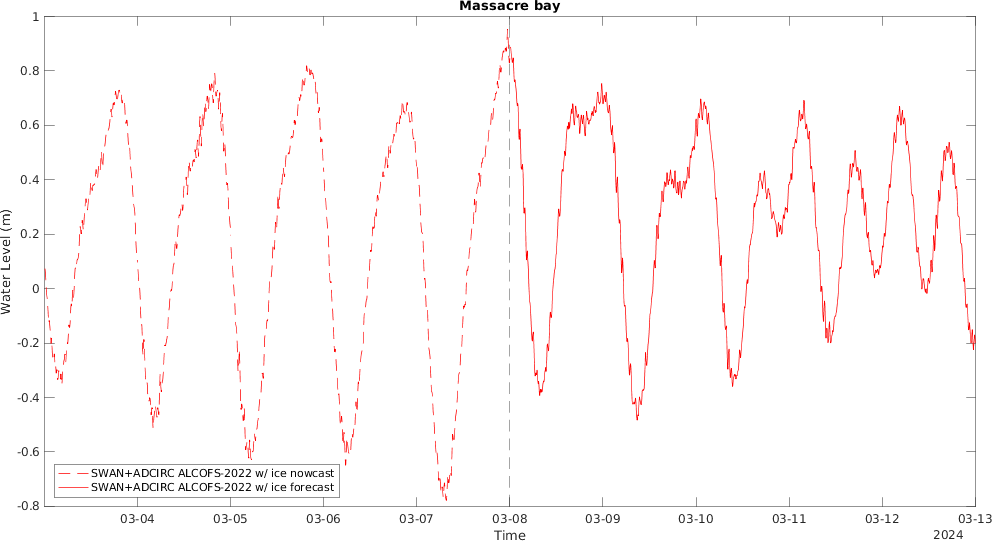 Massacre bay
Water Level (m)
1
0.8
0.6
0.4
0.2
0
-0.2
-0.4
-0.6
-0.8
SWAN+ADCIRC ALCOFS-2022 w/ ice nowcast
SWAN+ADCIRC ALCOFS-2022 w/ ice forecast
03-04 03-05 03-06 03-07 03-08 03-09 03-10 03-11 03-12 03-13
Time
2024